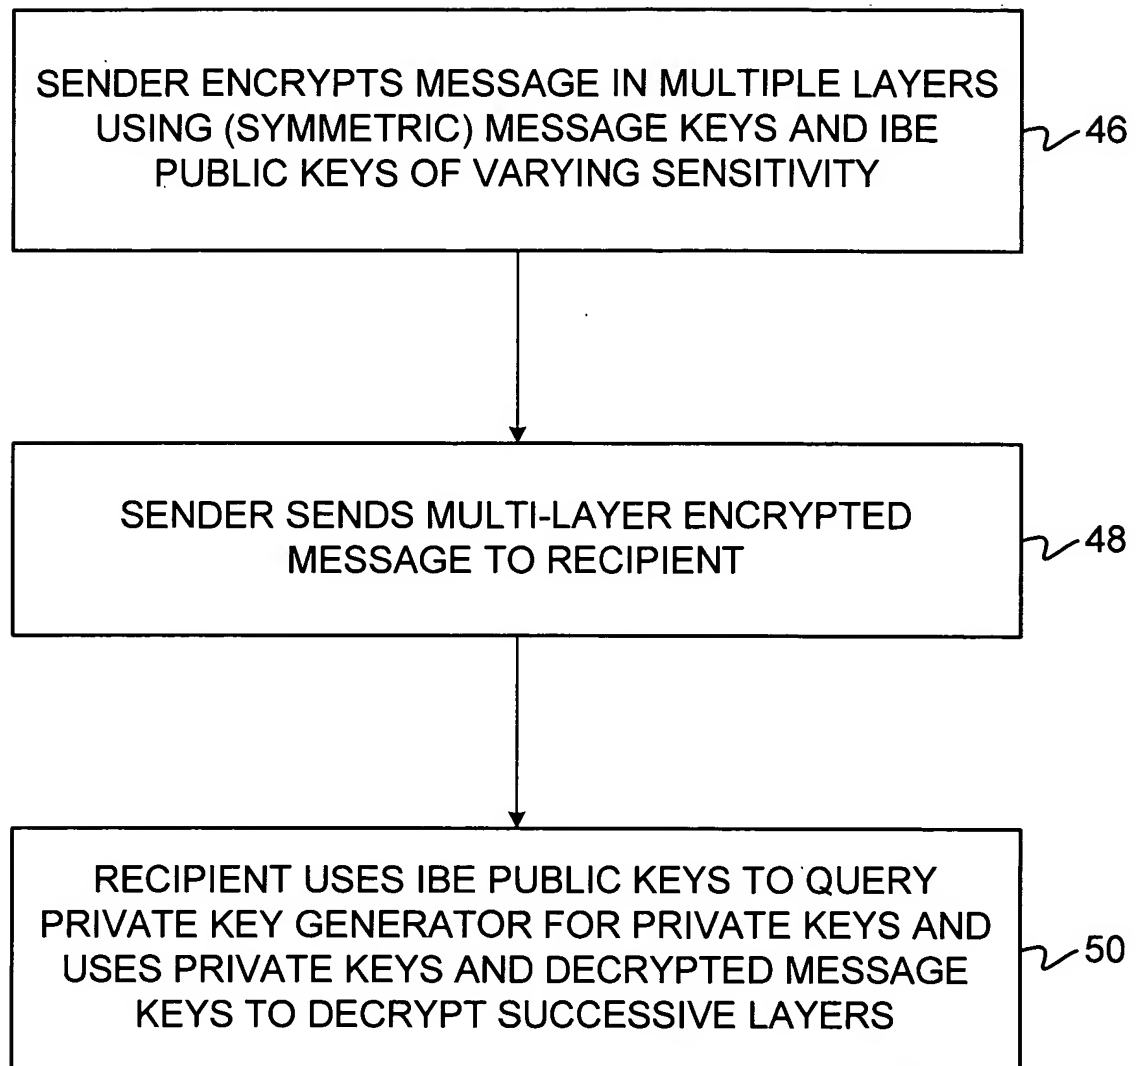 SENDER ENCRYPTS MESSAGE IN MULTIPLE LAYERS
USING (SYMMETRIC) MESSAGE KEYS AND IBE
PUBLIC KEYS OF VARYING SENSITIVITY
46
SENDER SENDS MULTI-LAYER ENCRYPTED
MESSAGE TO RECIPIENT
48
RECIPIENT USES IBE PUBLIC KEYS TO QUERY
PRIVATE KEY GENERATOR FOR PRIVATE KEYS AND
USES PRIVATE KEYS AND DECRYPTED MESSAGE
KEYS TO DECRYPT SUCCESSIVE LAYERS
50